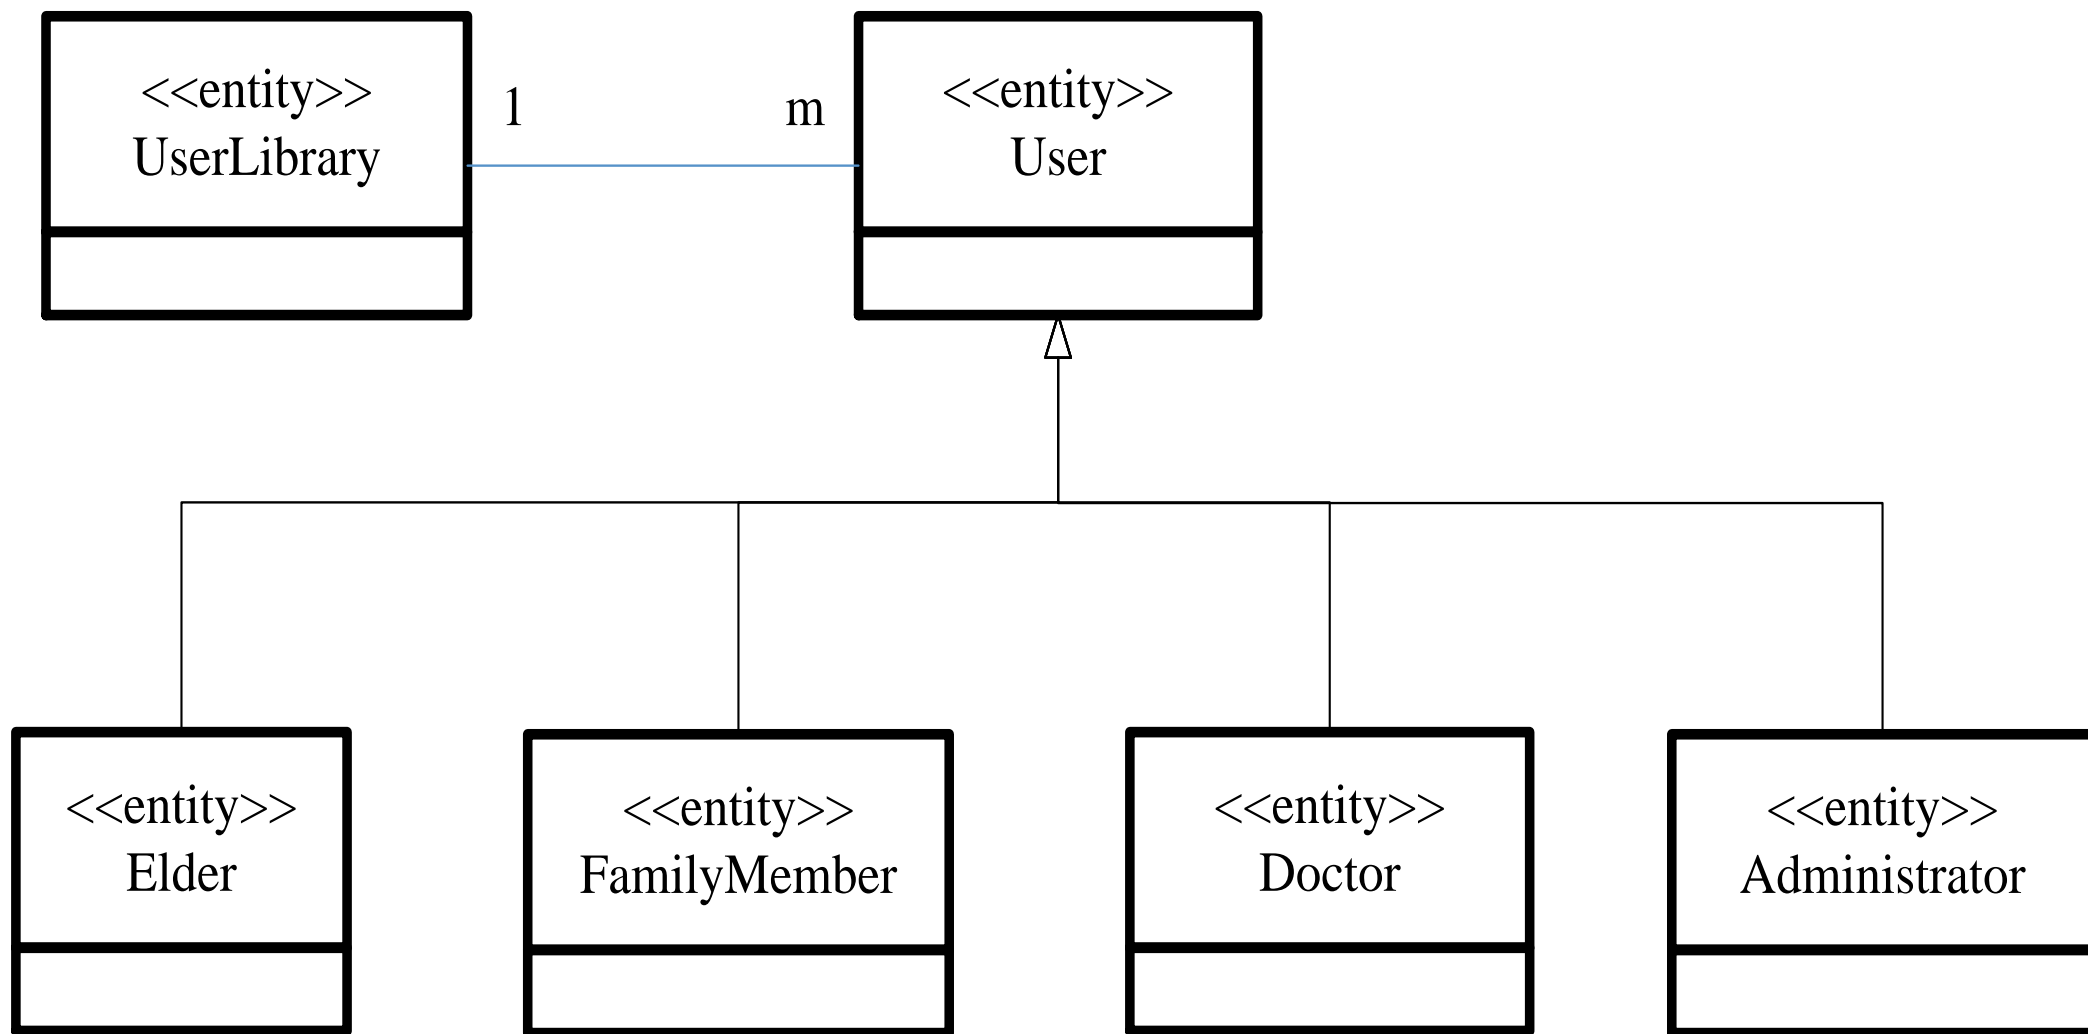 <<entity>>
UserLibrary
1
m
<<entity>>
User
<<entity>>
Elder
<<entity>>
FamilyMember
<<entity>>
Doctor
<<entity>>
Administrator